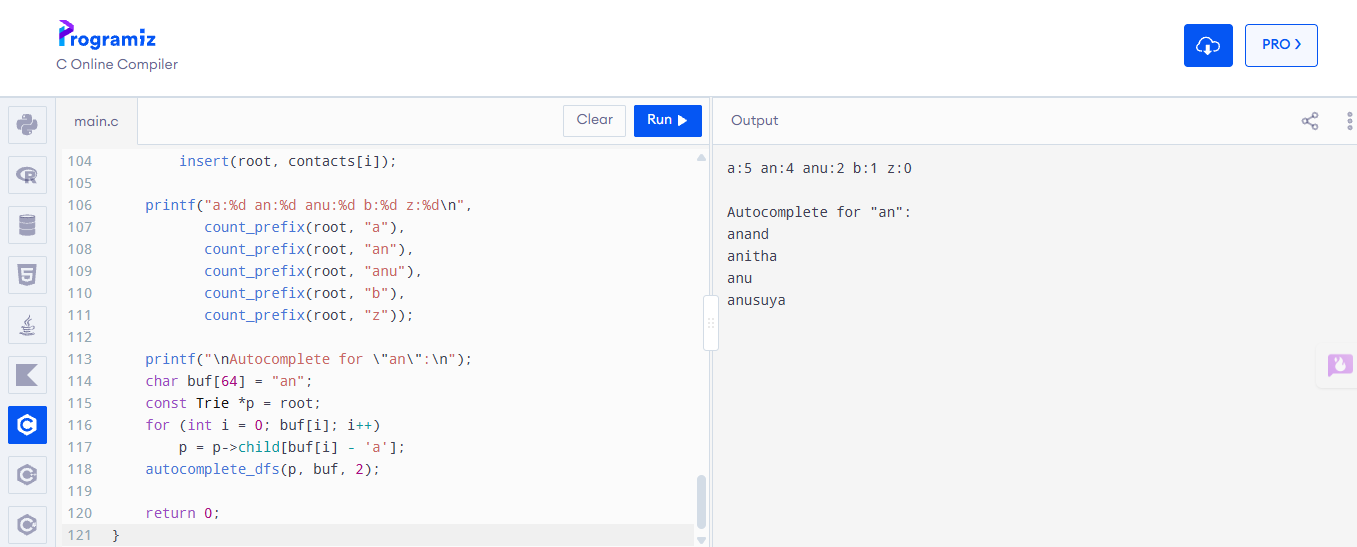 Programiz
C Online Compiler
PRO
main.c
Clear
Run
Output
104         insert(root, contacts[i]);
105
106     printf("a:%d an:%d anu:%d b:%d z:%d\n",
107            count_prefix(root, "a"),
108            count_prefix(root, "an"),
109            count_prefix(root, "anu"),
110            count_prefix(root, "b"),
111            count_prefix(root, "z"));
112
113     printf("\nAutocomplete for \"an\":\n");
114     char buf[64] = "an";
115     const Trie *p = root;
116     for (int i = 0; buf[i]; i++)
117         p = p->child[buf[i] - 'a'];
118     autocomplete_dfs(p, buf, 2);
119
120     return 0;
121 }
a:5 an:4 anu:2 b:1 z:0

Autocomplete for "an":
anand
anitha
anu
anusuya